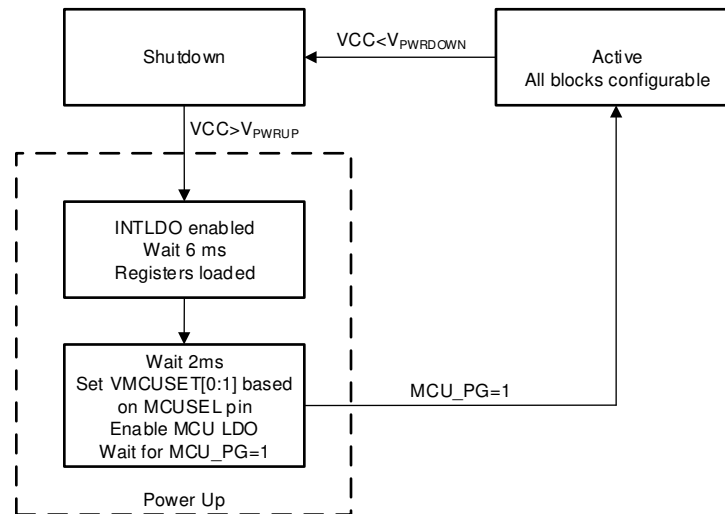 Shutdown
VCC<VPWRDOWN
Active
All blocks configurable
VCC>VPWRUP
INTLDO enabled
Wait 6 ms
Registers loaded
Wait 2ms
Set VMCUSET[0:1] based
on MCUSEL pin
Enable MCU LDO
Wait for MCU_PG=1
MCU_PG=1
Power Up